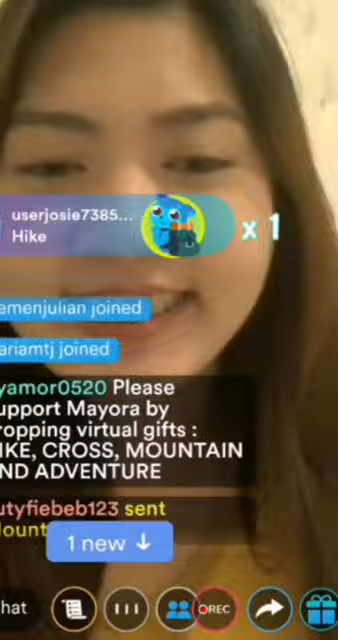 userjosie7385...
Hike
x 1
emenjulian joined
ariamtj joined
yamor0520 Please
upport Mayora by
ropping virtual gifts :
IKE, CROSS, MOUNTAIN
ND ADVENTURE
utyfiebeb123 sent
lount
1 new ↓
hat
REC